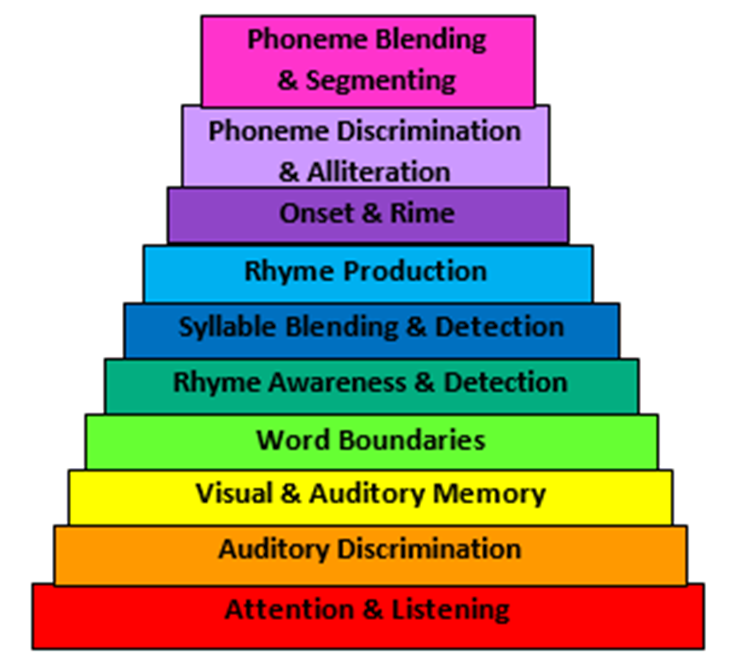 Phoneme Blending
& Segmenting
Phoneme Discrimination
& Alliteration
Onset & Rime
Rhyme Production
Syllable Blending & Detection
Rhyme Awareness & Detection
Word Boundaries
Visual & Auditory Memory
Auditory Discrimination
Attention & Listening